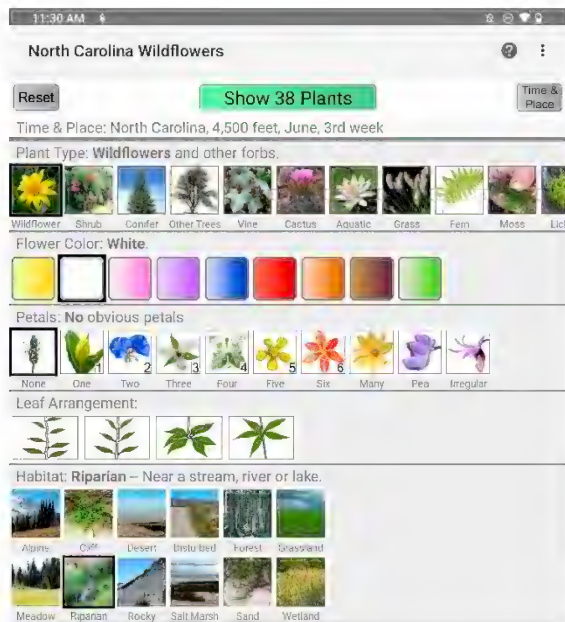 11:30 AM
North Carolina Wildflowers
?
Reset
Show 38 Plants
Time &
Place
Time & Place: North Carolina, 4,500 feet, June, 3rd week
Plant Type: Wildflowers and other forbs.
Wildflower Shrub Conifer Other Trees Vine Cactus Aquatic Grass Fern Moss Lic
Flower Color: White.
Petals: No obvious petals
1 2 3 4 5 6
None One Two Three Four Five Six Many Pea Irregular
Leaf Arrangement:
Habitat: Riparian – Near a stream, river or lake.
Alpine Cliff Desert Disturbed Forest Grassland
Meadow Riparian Rocky Salt Marsh Sand Wetland